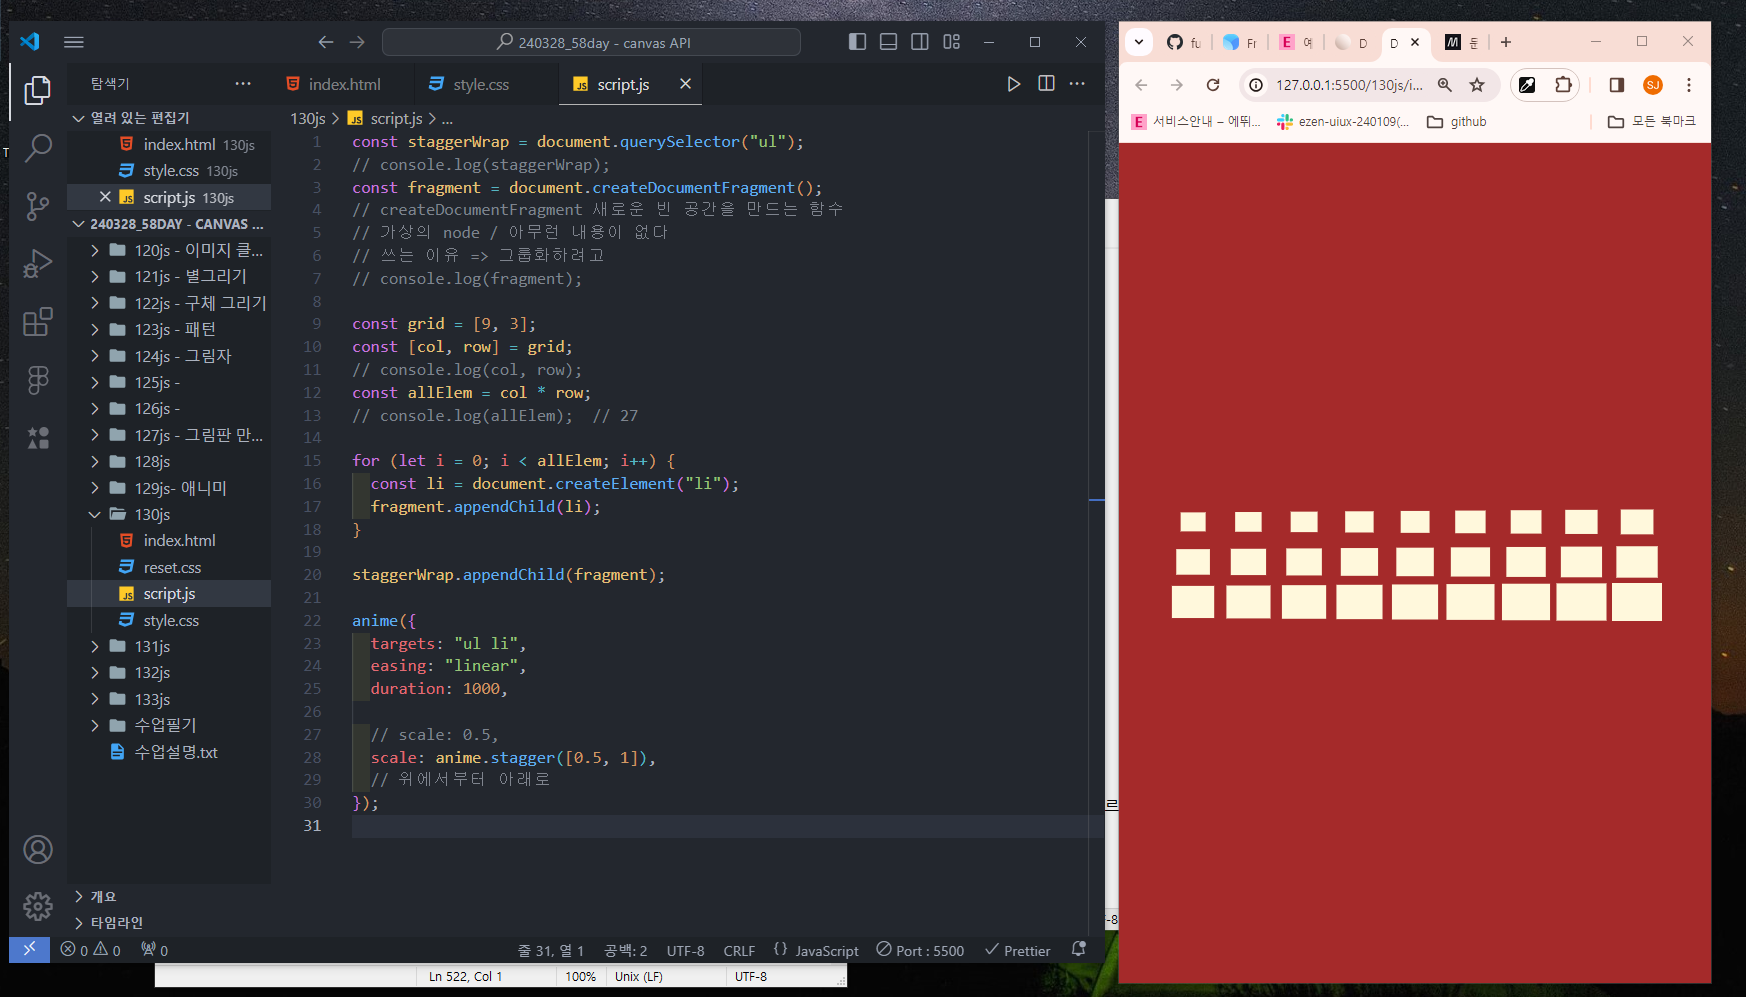 240328_58day - canvas API
탐색기
index.html
style.css
script.js
열려 있는 편집기
index.html 130js
style.css 130js
script.js 130js
240328_58DAY - CANVAS ...
120js - 이미지 클...
121js - 별그리기
122js - 구체 그리기
123js - 패턴
124js - 그림자
125js -
126js -
127js - 그림판 만...
128js
129js- 애니미
130js
index.html
reset.css
script.js
style.css
131js
132js
133js
수업필기
수업설명.txt
개요
타임라인
130js > script.js > ...
1 const staggerWrap = document.querySelector("ul");
2 // console.log(staggerWrap);
3 const fragment = document.createDocumentFragment();
4 // createDocumentFragment 새로운 빈 공간을 만드는 함수
5 // 가상의 node / 아무런 내용이 없다
6 // 쓰는 이유 => 그룹화하려고
7 // console.log(fragment);
8
9 const grid = [9, 3];
10 const [col, row] = grid;
11 // console.log(col, row);
12 const allElem = col * row;
13 // console.log(allElem);  // 27
14
15 for (let i = 0; i < allElem; i++) {
16   const li = document.createElement("li");
17   fragment.appendChild(li);
18 }
19
20 staggerWrap.appendChild(fragment);
21
22 anime({
23   targets: "ul li",
24   easing: "linear",
25   duration: 1000,
26
27   // scale: 0.5,
28   scale: anime.stagger([0.5, 1]),
29   // 위에서부터 아래로
30 });
31
0 0 0
줄 31, 열 1 공백: 2 UTF-8 CRLF {} JavaScript Port : 5500 Prettier
Ln 522, Col 1 100% Unix (LF) UTF-8
fu Fr E 예 D D M 둔
127.0.0.1:5500/130js/i...
SJ
E 서비스안내 – 에뛰... ezen-uiux-240109(... github 모든 북마크
T
르
-8